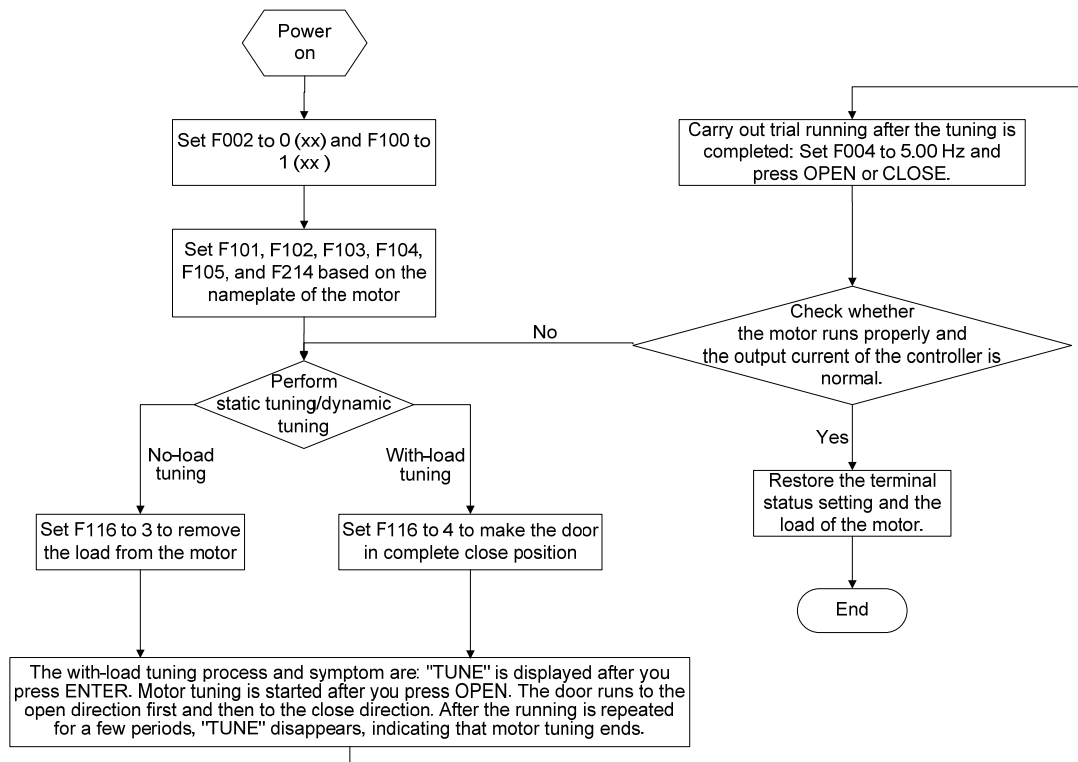 Power
on
Set F002 to 0 (xx) and F100 to
1 (xx )
Set F101, F102, F103, F104,
F105, and F214 based on the
nameplate of the motor
Perform
static tuning/dynamic
tuning
No-load
tuning
With-load
tuning
Set F116 to 3 to remove
the load from the motor
Set F116 to 4 to make the door
in complete close position
The with-load tuning process and symptom are: "TUNE" is displayed after you
press ENTER. Motor tuning is started after you press OPEN. The door runs to the
open direction first and then to the close direction. After the running is repeated
for a few periods, "TUNE" disappears, indicating that motor tuning ends.
Carry out trial running after the tuning is
completed: Set F004 to 5.00 Hz and
press OPEN or CLOSE.
Check whether
the motor runs properly and
the output current of the controller is
normal.
No
Yes
Restore the terminal
status setting and the
load of the motor.
End